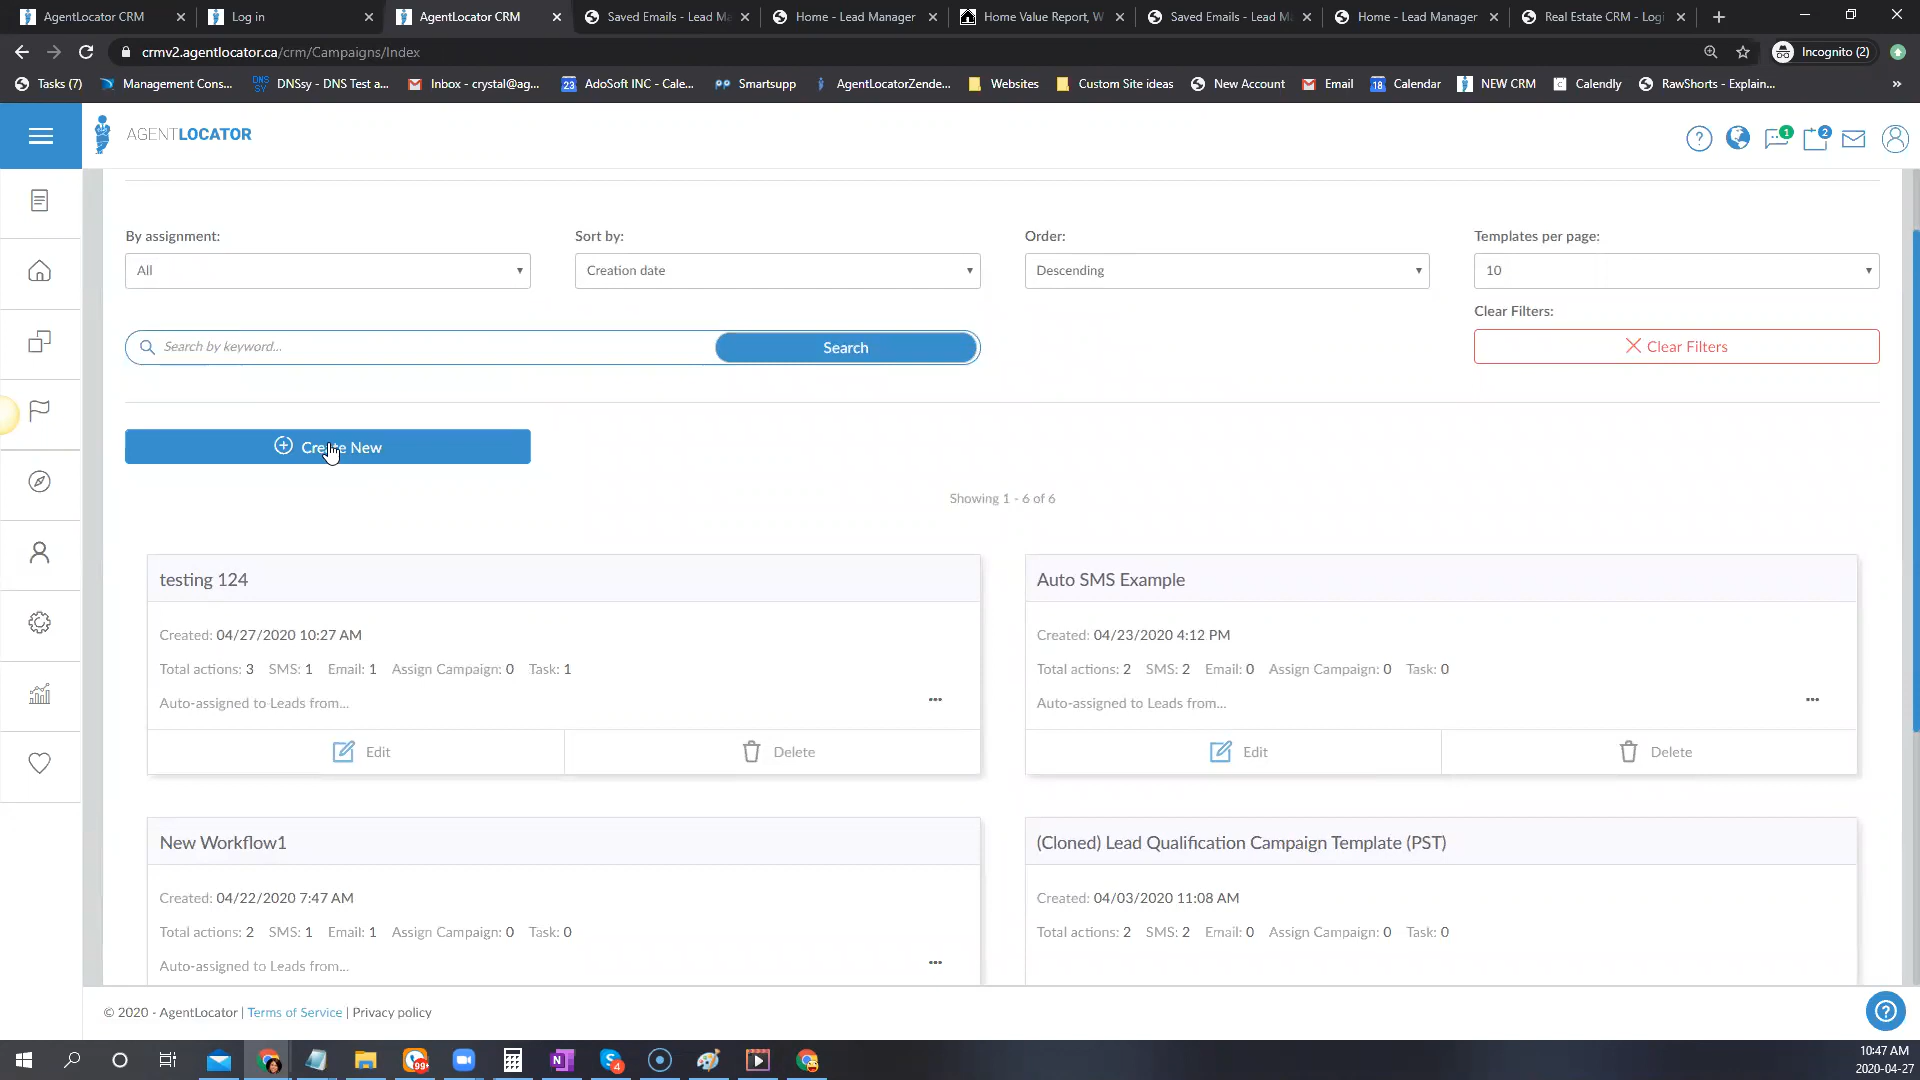 AgentLocator CRM
Log in
AgentLocator CRM
Saved Emails - Lead Ma
Home - Lead Manager
Home Value Report, W
Saved Emails - Lead M
Home - Lead Manager
Real Estate CRM - Logi
crmv2.agentlocator.ca/crm/Campaigns/Index
Incognito (2)
Tasks (7)
Management Cons...
DNSsy - DNS Test a...
Inbox - crystal@ag...
23
AdoSoft INC - Cale...
Smartsupp
AgentLocatorZende...
Websites
Custom Site ideas
New Account
Email
18
Calendar
NEW CRM
Calendly
RawShorts - Explain...
AGENTLOCATOR
1
2
By assignment:
Sort by:
Order:
Templates per page:
All
Creation date
Descending
10
Clear Filters:
Search by keyword...
Search
Clear Filters
Create New
Showing 1 - 6 of 6
testing 124
Created: 04/27/2020 10:27 AM
Total actions: 3 SMS: 1 Email: 1 Assign Campaign: 0 Task: 1
Auto-assigned to Leads from...
Edit
Delete
Auto SMS Example
Created: 04/23/2020 4:12 PM
Total actions: 2 SMS: 2 Email: 0 Assign Campaign: 0 Task: 0
Auto-assigned to Leads from...
Edit
Delete
New Workflow1
Created: 04/22/2020 7:47 AM
Total actions: 2 SMS: 1 Email: 1 Assign Campaign: 0 Task: 0
Auto-assigned to Leads from...
(Cloned) Lead Qualification Campaign Template (PST)
Created: 04/03/2020 11:08 AM
Total actions: 2 SMS: 2 Email: 0 Assign Campaign: 0 Task: 0
© 2020 - AgentLocator | Terms of Service | Privacy policy
99+
4
10:47 AM
2020-04-27